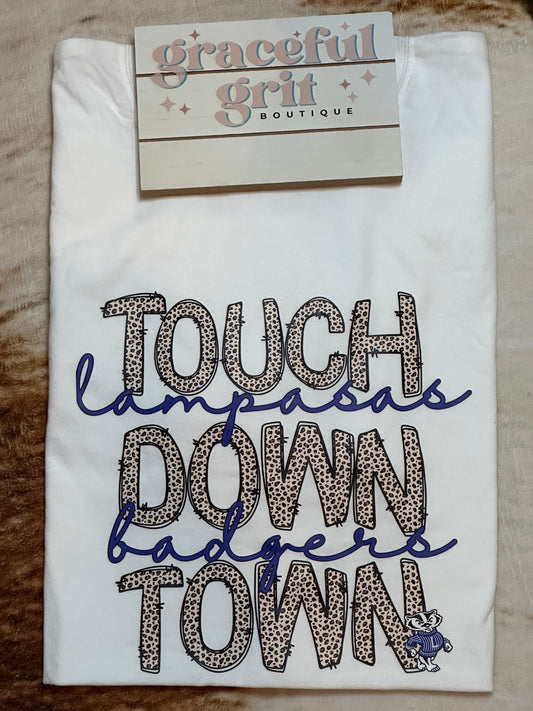 graceful
grit
BOUTIQUE
TOUCH
lampasas
DOWN
badgers
TOWN